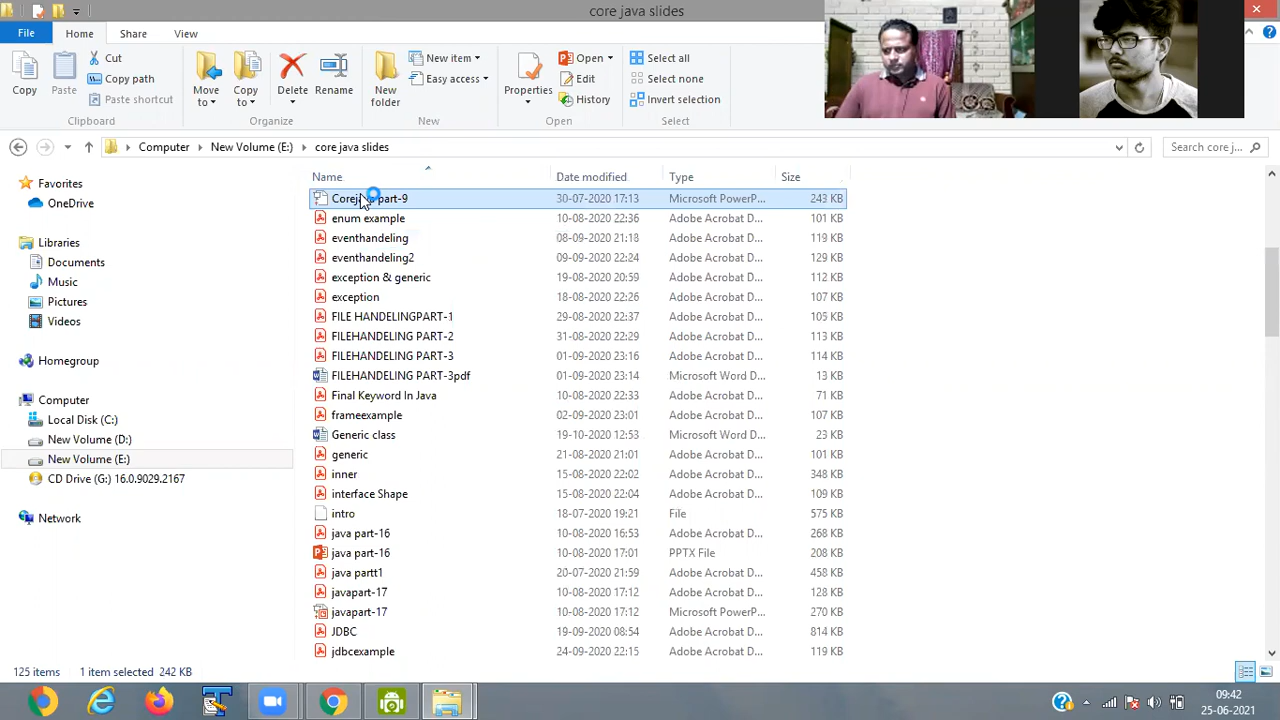 core java slides
File
Home
Share
View
Copy
Paste
Cut
Copy path
Paste shortcut
Clipboard
Move to
Copy to
Delete
Rename
Organize
New folder
New item
Easy access
New
Properties
Open
Edit
History
Open
Select all
Select none
Invert selection
Select
Computer New Volume (E:) core java slides
Search core j...
Favorites
OneDrive
Libraries
Documents
Music
Pictures
Videos
Homegroup
Computer
Local Disk (C:)
New Volume (D:)
New Volume (E:)
CD Drive (G:) 16.0.9029.2167
Network
Name Date modified Type Size
part-9 30-07-2020 17:13 Microsoft PowerP... 243 KB
enum example 10-08-2020 22:36 Adobe Acrobat D... 101 KB
eventhandeling 08-09-2020 21:18 Adobe Acrobat D... 119 KB
eventhandeling2 09-09-2020 22:24 Adobe Acrobat D... 129 KB
exception & generic 19-08-2020 20:59 Adobe Acrobat D... 112 KB
exception 18-08-2020 22:26 Adobe Acrobat D... 107 KB
FILE HANDELINGPART-1 29-08-2020 22:37 Adobe Acrobat D... 105 KB
FILEHANDELING PART-2 31-08-2020 22:29 Adobe Acrobat D... 113 KB
FILEHANDELING PART-3 01-09-2020 23:16 Adobe Acrobat D... 114 KB
FILEHANDELING PART-3pdf 01-09-2020 23:14 Microsoft Word D... 13 KB
Final Keyword In Java 10-08-2020 22:33 Adobe Acrobat D... 71 KB
frameexample 02-09-2020 23:01 Adobe Acrobat D... 107 KB
Generic class 19-10-2020 12:53 Microsoft Word D... 23 KB
generic 21-08-2020 21:01 Adobe Acrobat D... 101 KB
inner 15-08-2020 22:02 Adobe Acrobat D... 348 KB
interface Shape 15-08-2020 22:04 Adobe Acrobat D... 109 KB
intro 18-07-2020 19:21 File 575 KB
java part-16 10-08-2020 16:53 Adobe Acrobat D... 268 KB
java part-16 10-08-2020 17:01 PPTX File 208 KB
java partt1 20-07-2020 21:59 Adobe Acrobat D... 458 KB
javapart-17 10-08-2020 17:12 Adobe Acrobat D... 128 KB
javapart-17 10-08-2020 17:12 Microsoft PowerP... 270 KB
JDBC 19-09-2020 08:54 Adobe Acrobat D... 814 KB
jdbcexample 24-09-2020 22:15 Adobe Acrobat D... 119 KB
125 items 1 item selected 242 KB
09:42
25-06-2021